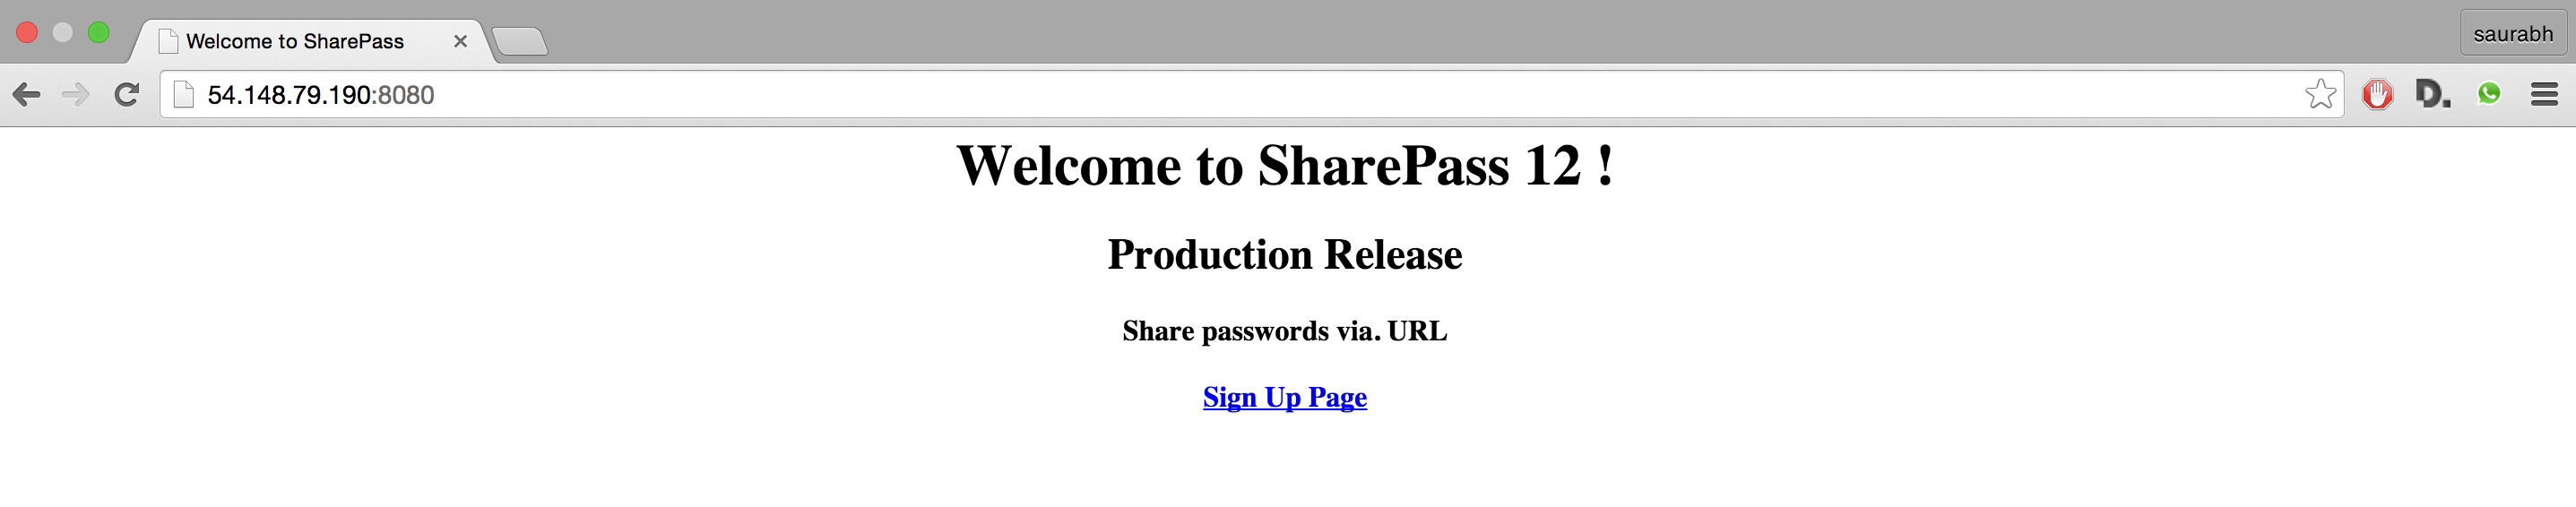 Welcome to SharePass
saurabh
54.148.79.190:8080
D.
Welcome to SharePass 12 !
Production Release
Share passwords via. URL
Sign Up Page